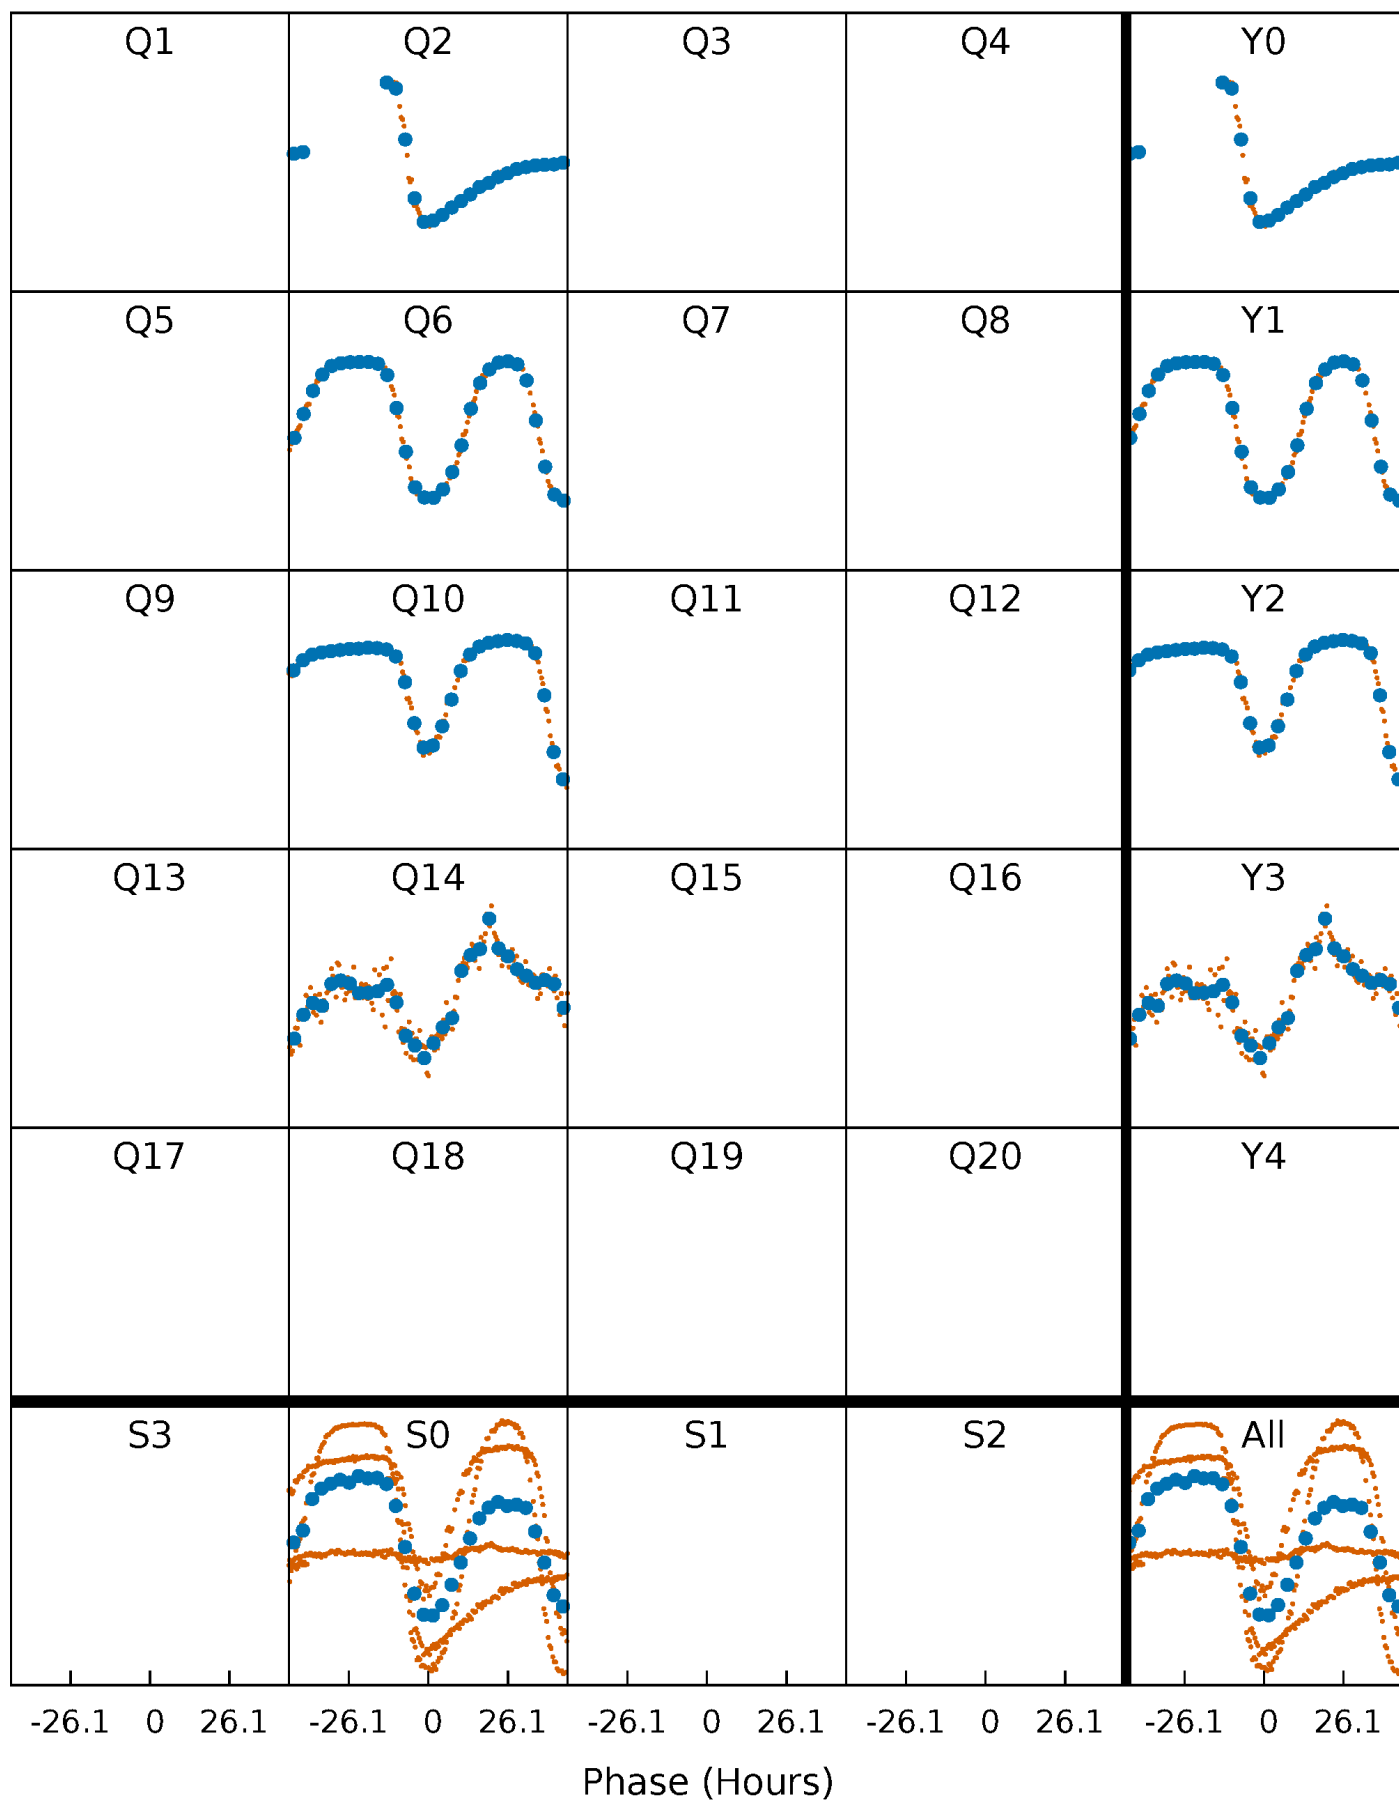 Q1 Q2 Q3 Q4 Y0
Q5 Q6 Q7 Q8 Y1
Q9 Q10 Q11 Q12 Y2
Q13 Q14 Q15 Q16 Y3
Q17 Q18 Q19 Q20 Y4
S3 S0 S1 S2 All
-26.1 0 26.1 -26.1 0 26.1 -26.1 0 26.1 -26.1 0 26.1 -26.1 0 26.1
Phase (Hours)